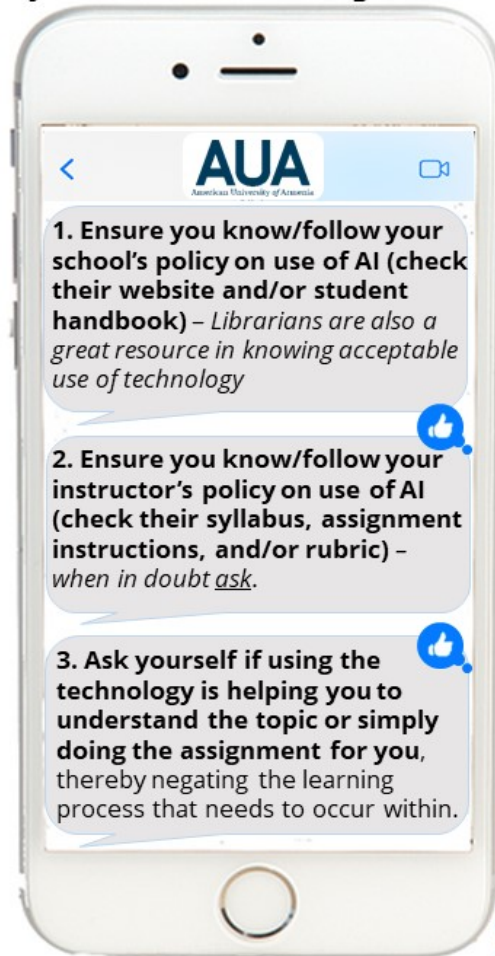 AUA
American University of Armenia
1. Ensure you know/follow your
school's policy on use of AI (check
their website and/or student
handbook) – Librarians are also a
great resource in knowing acceptable
use of technology
2. Ensure you know/follow your
instructor's policy on use of AI
(check their syllabus, assignment
instructions, and/or rubric) –
when in doubt ask.
3. Ask yourself if using the
technology is helping you to
understand the topic or simply
doing the assignment for you,
thereby negating the learning
process that needs to occur within.